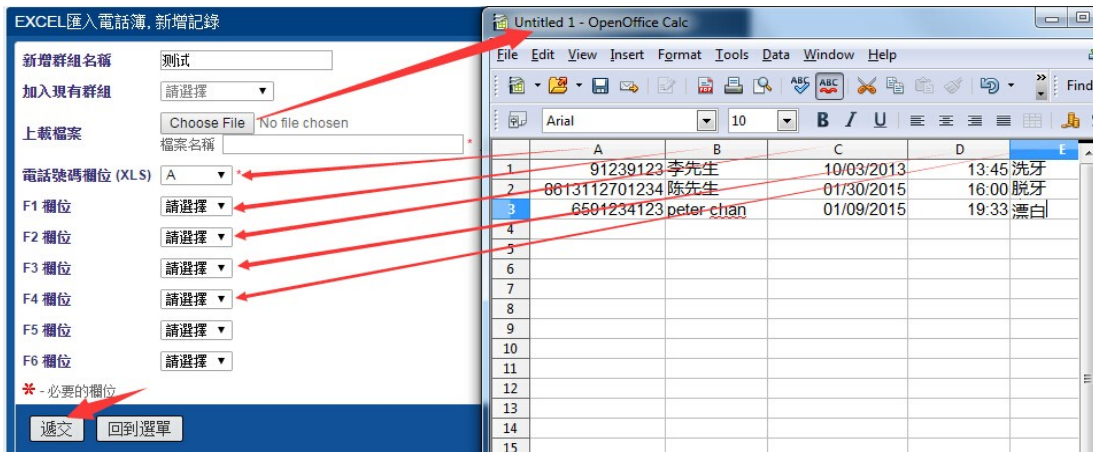 EXCEL匯入電話簿, 新增記錄
新增群組名稱 测试
加入現有群組 請選擇
上載檔案 Choose File No file chosen
檔案名稱 *
電話號碼欄位 (XLS) A *
F1 欄位 請選擇
F2 欄位 請選擇
F3 欄位 請選擇
F4 欄位 請選擇
F5 欄位 請選擇
F6 欄位 請選擇
* - 必要的欄位
遞交 回到選單
Untitled 1 - OpenOffice Calc
File Edit View Insert Format Tools Data Window Help
ABC ABC Find
Arial 10 B I U
A B C D E
1 91239123 李先生 10/03/2013 13:45 洗牙
2 8613112701234 陈先生 01/30/2015 16:00 脱牙
3 6591234123 peter chan 01/09/2015 19:33 漂白
4
5
6
7
8
9
10
11
12
13
14
15